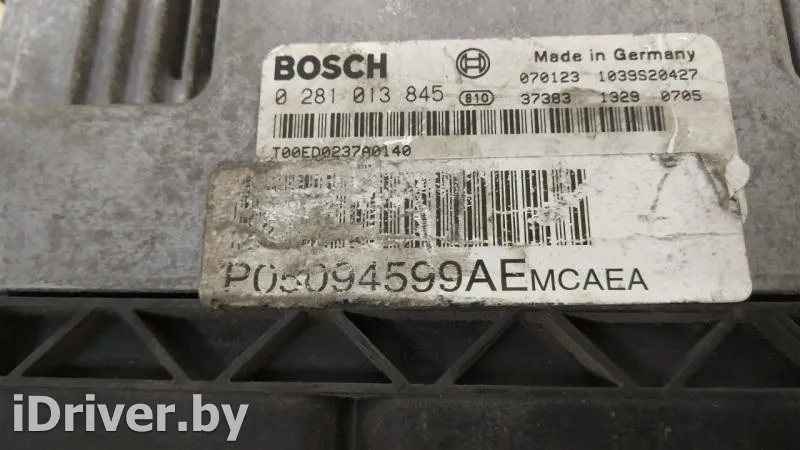 BOSCH Made in Germany
070123 1039S20427
0 281 013 845 810 37383 1329 0705
T00ED0237A0140
P05094599AEMCAEA
iDriver.by